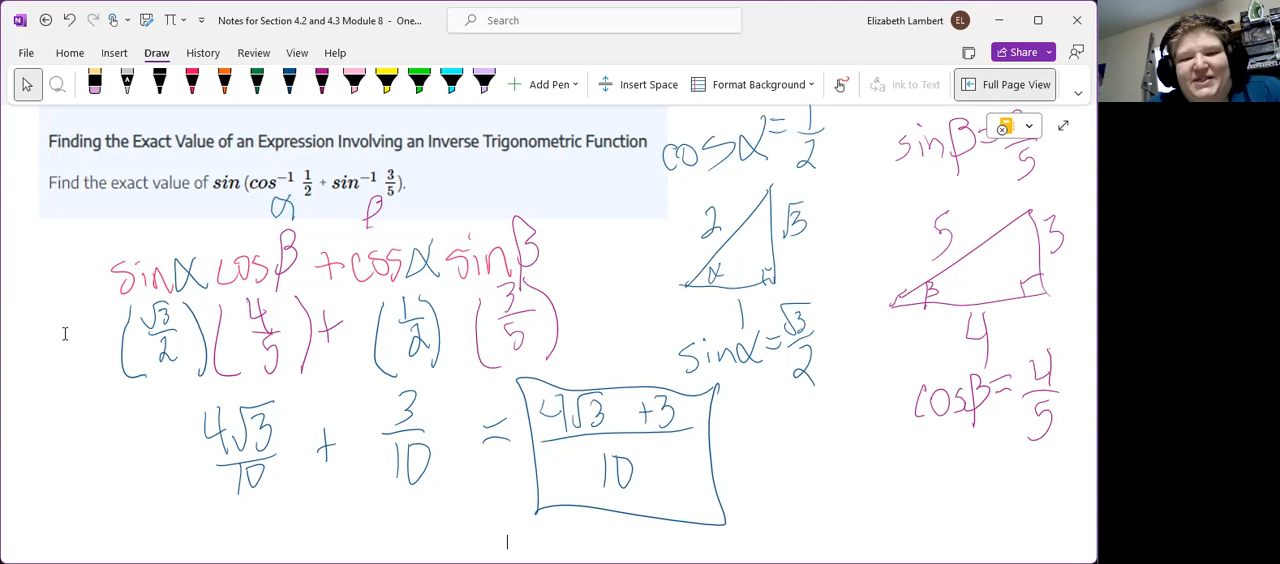 Notes for Section 4.2 and 4.3 Module 8 - One...
Search
Elizabeth Lambert
EL
File Home Insert Draw History Review View Help
Share
Add Pen
Insert Space
Format Background
Ink to Text
Full Page View
Finding the Exact Value of an Expression Involving an Inverse Trigonometric Function
Find the exact value of sin (cos⁻¹ 1/2 + sin⁻¹ 3/5).
α β
sinα cosβ + cosα sinβ
(√3/2)(4/5) + (1/2)(3/5)
4√3/10 + 3/10 = 4√3 + 3/10
cosα = 1/2
2 √3
α
1
sinα = √3/2
sinβ = /5
5 3
β
4
cosβ = 4/5